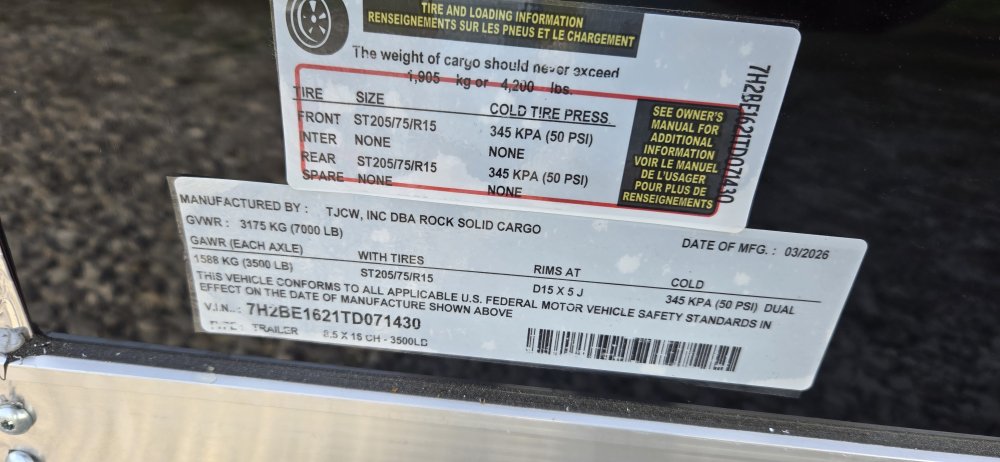 TIRE AND LOADING INFORMATION
RENSEIGNEMENTS SUR LES PNEUS ET LE CHARGEMENT
The weight of cargo should never exceed
1,905 kg or 4,200 lbs.
TIRE SIZE COLD TIRE PRESS
FRONT ST205/75/R15 345 KPA (50 PSI)
INTER NONE NONE
REAR ST205/75/R15 345 KPA (50 PSI)
SPARE NONE NONE
SEE OWNER'S
MANUAL FOR
ADDITIONAL
INFORMATION
VOIR LE MANUEL
DE L'USAGER
POUR PLUS DE
RENSEIGNEMENTS
7H2BE1621TD071430
MANUFACTURED BY : TJCW, INC DBA ROCK SOLID CARGO
DATE OF MFG. : 03/2026
GVWR : 3175 KG (7000 LB)
GAWR (EACH AXLE) WITH TIRES RIMS AT COLD
1588 KG (3500 LB) ST205/75/R15 D15 X 5 J 345 KPA (50 PSI) DUAL
THIS VEHICLE CONFORMS TO ALL APPLICABLE U.S. FEDERAL MOTOR VEHICLE SAFETY STANDARDS IN
EFFECT ON THE DATE OF MANUFACTURE SHOWN ABOVE
V.I.N.: 7H2BE1621TD071430
TYPE: TRAILER 8.5 X 16 CH - 3500LB